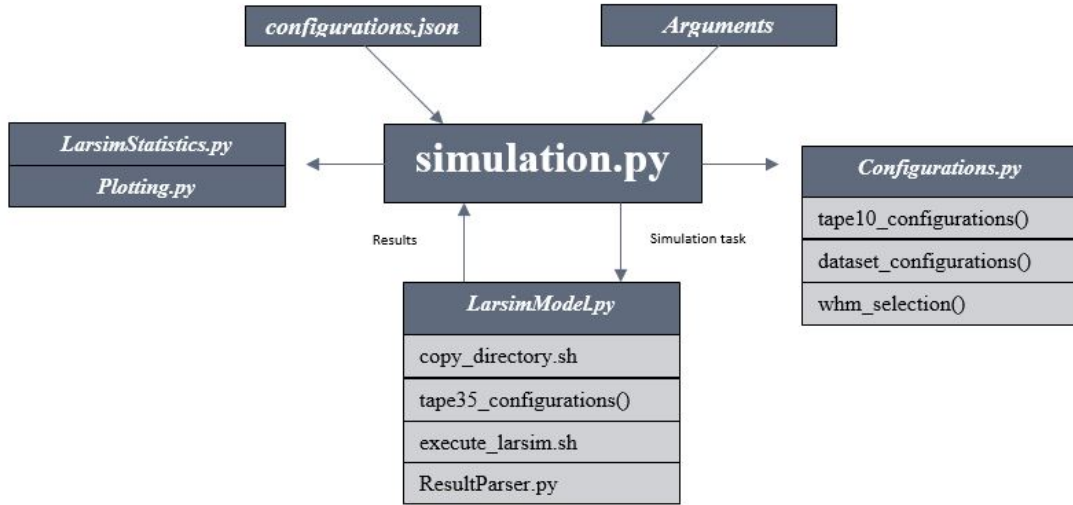 configurations.json
Arguments
LarsimStatistics.py
Plotting.py
simulation.py
Configurations.py
tape10_configurations()
dataset_configurations()
whm_selection()
Results
Simulation task
LarsimModel.py
copy_directory.sh
tape35_configurations()
execute_larsim.sh
ResultParser.py